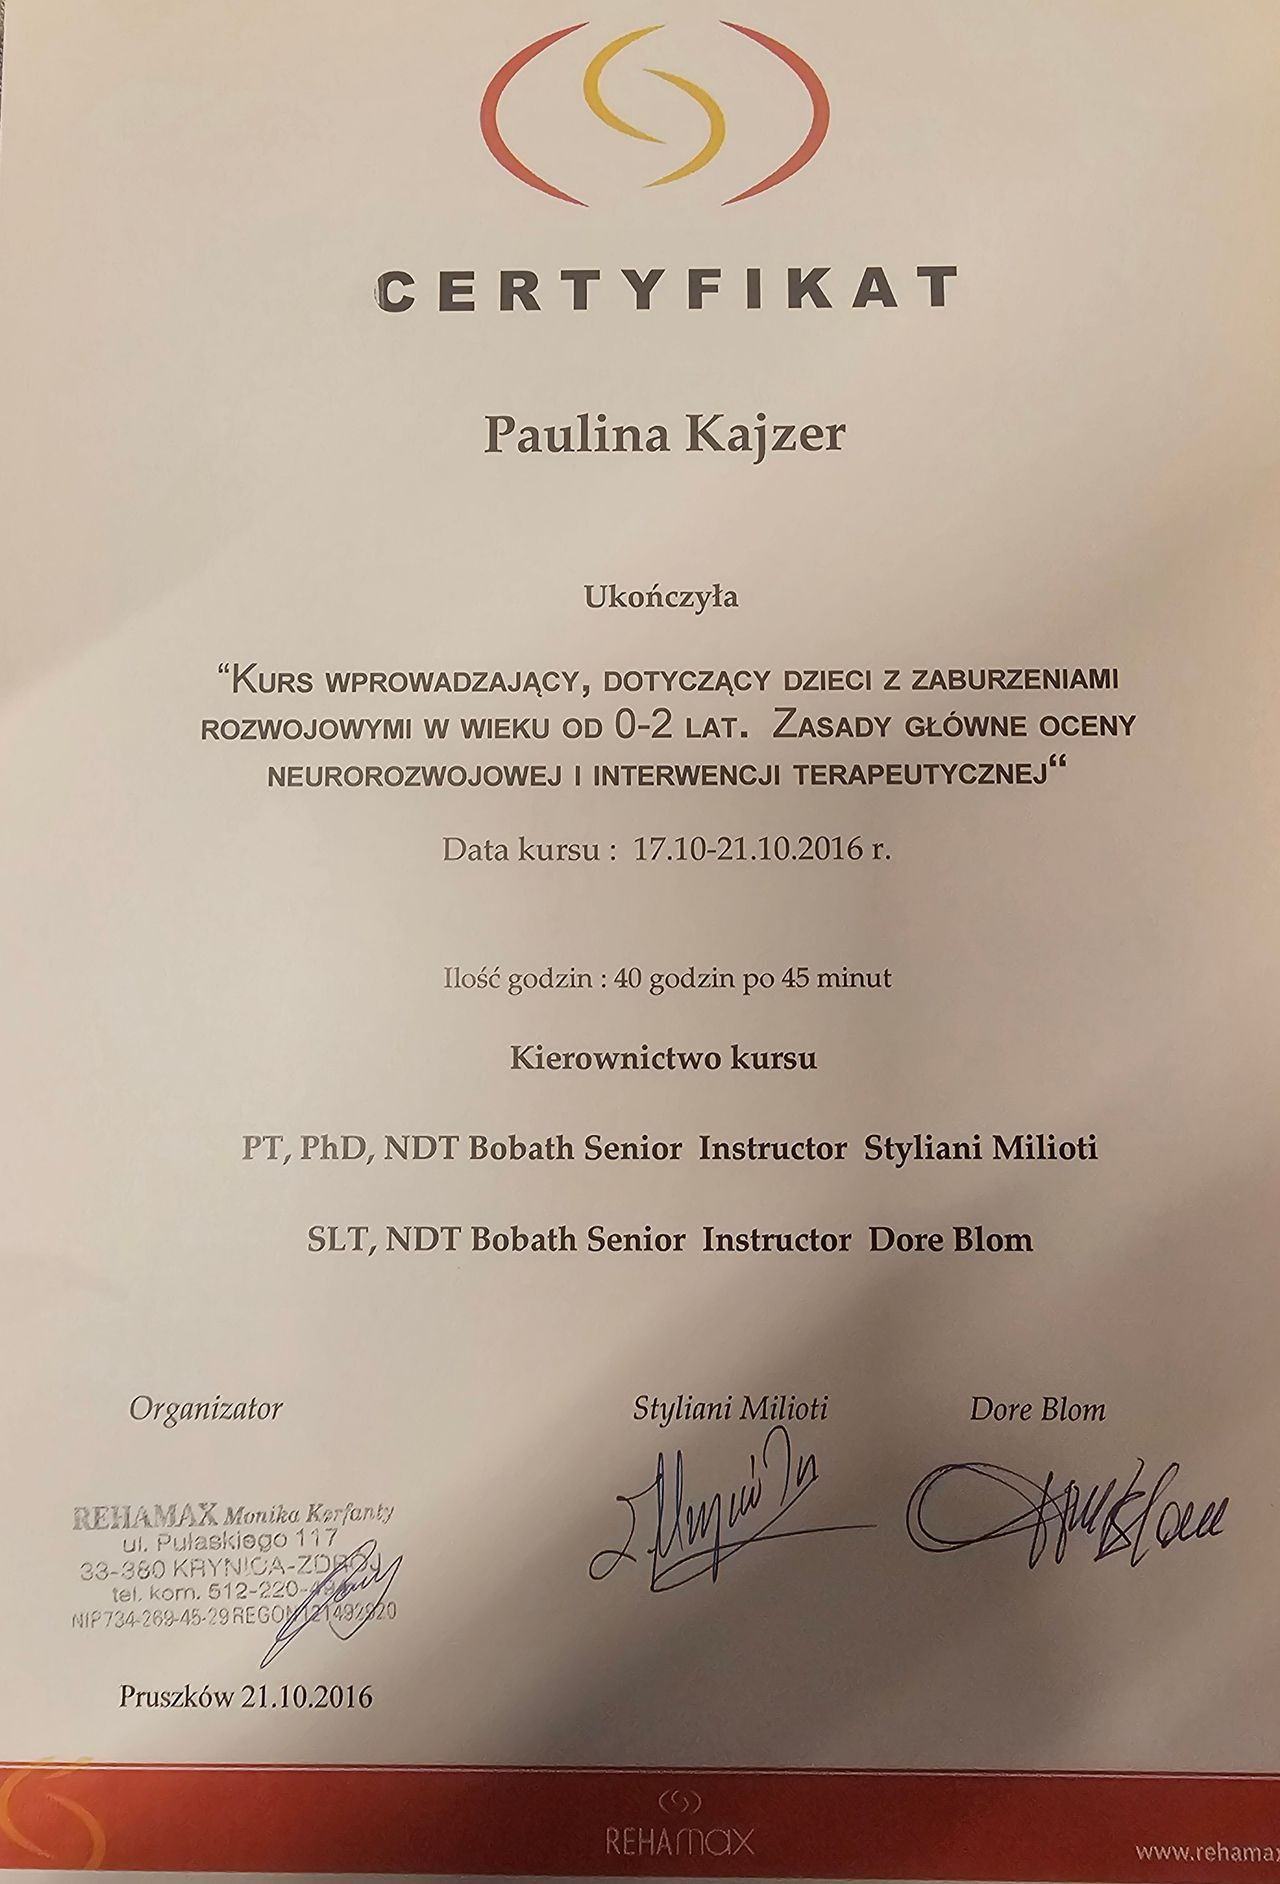 CERTYFIKAT
Paulina Kajzer
Ukończyła
“KURS WPROWADZAJĄCY, DOTYCZĄCY DZIECI Z ZABURZENIAMI
ROZWOJOWYMI W WIEKU OD 0-2 LAT. ZASADY GŁÓWNE OCENY
NEUROROZWOJOWEJ I INTERWENCJI TERAPEUTYCZNEJ“
Data kursu : 17.10-21.10.2016 r.
Ilość godzin : 40 godzin po 45 minut
Kierownictwo kursu
PT, PhD, NDT Bobath Senior Instructor Styliani Milioti
SLT, NDT Bobath Senior Instructor Dore Blom
Organizator
Styliani Milioti
Dore Blom
REHAMAX Monika Korfanty
ul. Pułaskiego 117
33-380 KRYNICA-ZDRÓJ
tel. kom. 512-220-
NIP 734-269-45-29 REGON 121492920
Pruszków 21.10.2016
REHAMAX
www.rehamax